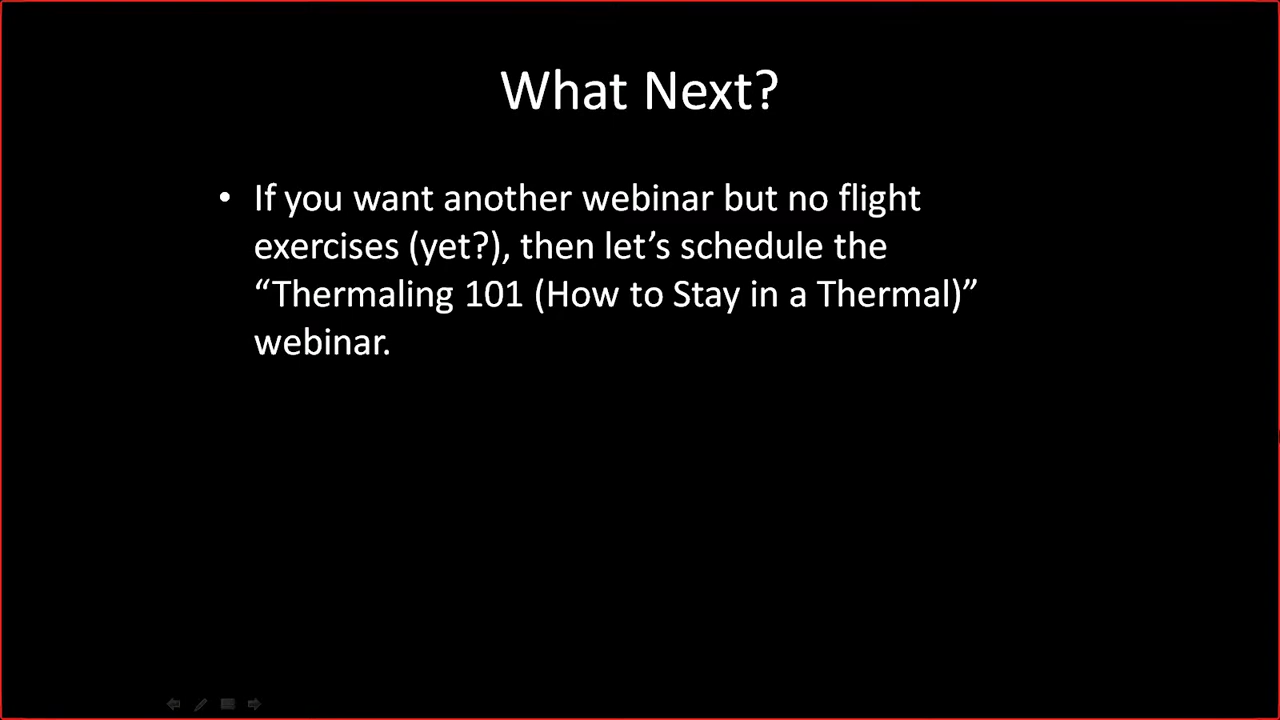 What Next?
• If you want another webinar but no flight
exercises (yet?), then let’s schedule the
“Thermaling 101 (How to Stay in a Thermal)”
webinar.